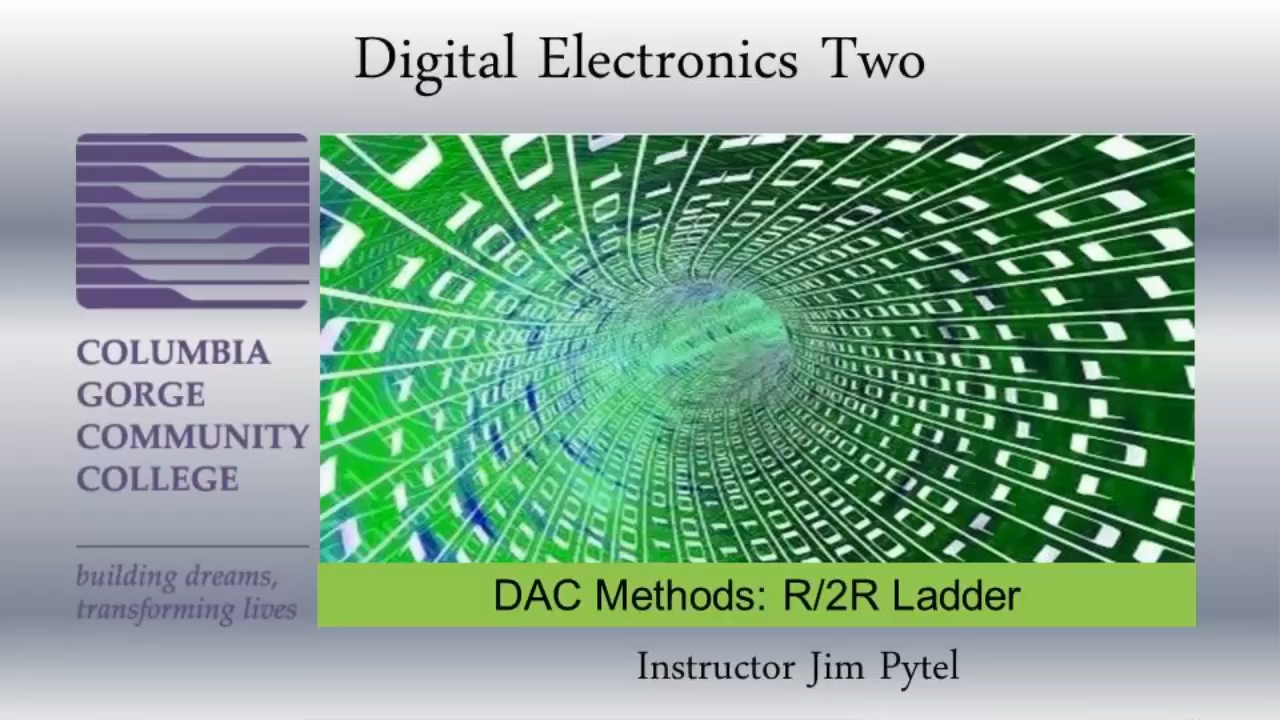 Digital Electronics Two
COLUMBIA
GORGE
COMMUNITY
COLLEGE
building dreams,
transforming lives
DAC Methods: R/2R Ladder
Instructor Jim Pytel